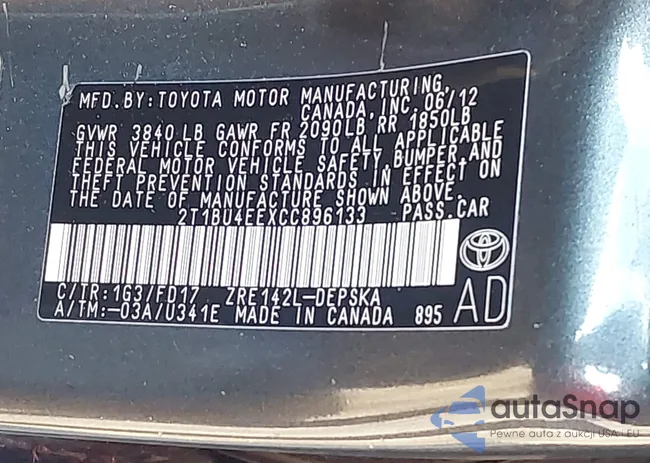 MFD. BY: TOYOTA MOTOR MANUFACTURING,
CANADA, INC. 06/12
GVWR 3840 LB GAWR FR 2090LB RR 1850LB
THIS VEHICLE CONFORMS TO ALL APPLICABLE
FEDERAL MOTOR VEHICLE SAFETY, BUMPER, AND
THEFT PREVENTION STANDARDS IN EFFECT ON
THE DATE OF MANUFACTURE SHOWN ABOVE.
2T1BU4EEXCC896133 PASS.CAR
C/TR: 1G3/FD17 ZRE142L-DEPSKA
A/TM:-03A/U341E MADE IN CANADA 895 AD
autaSnap
Pewne auta z aukcji USA i EU